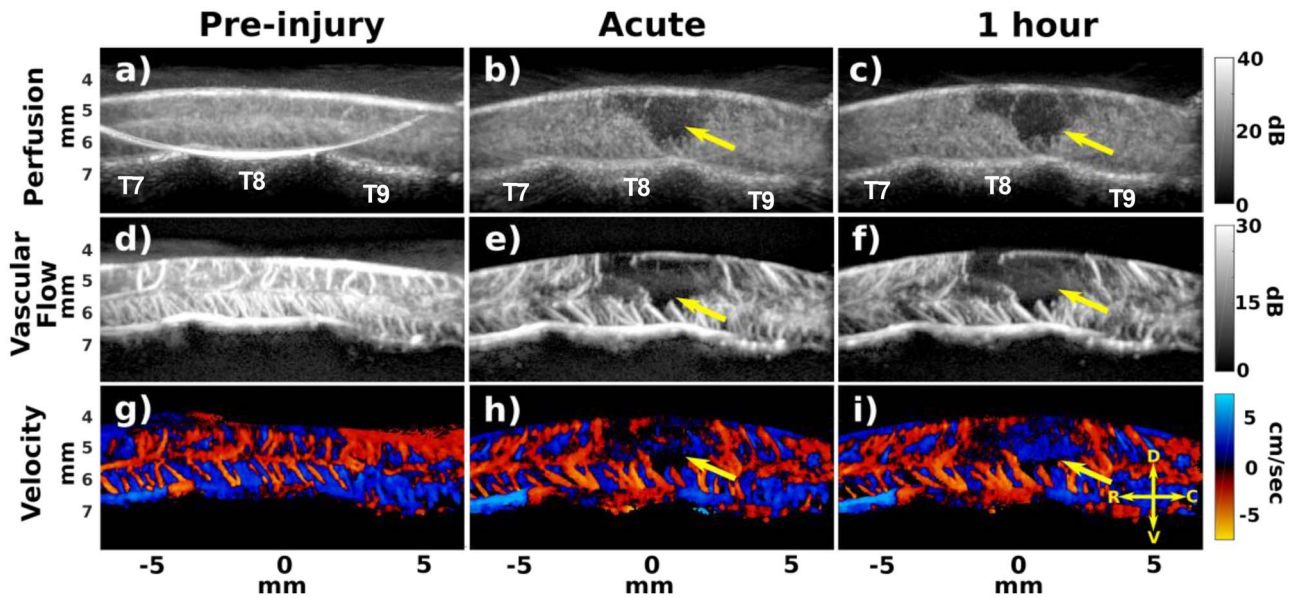 Pre-injury Acute 1 hour
Perfusion
mm
4
5
6
7
a) b) c)
T7 T8 T9
T7 T8 T9
T7 T8 T9
40
20
0
dB
Vascular
Flow
mm
4
5
6
7
d) e) f)
30
15
0
dB
Velocity
mm
4
5
6
7
g) h) i)
D
R C
V
5
0
-5
cm/sec
-5 0 5 -5 0 5 -5 0 5
mm mm mm